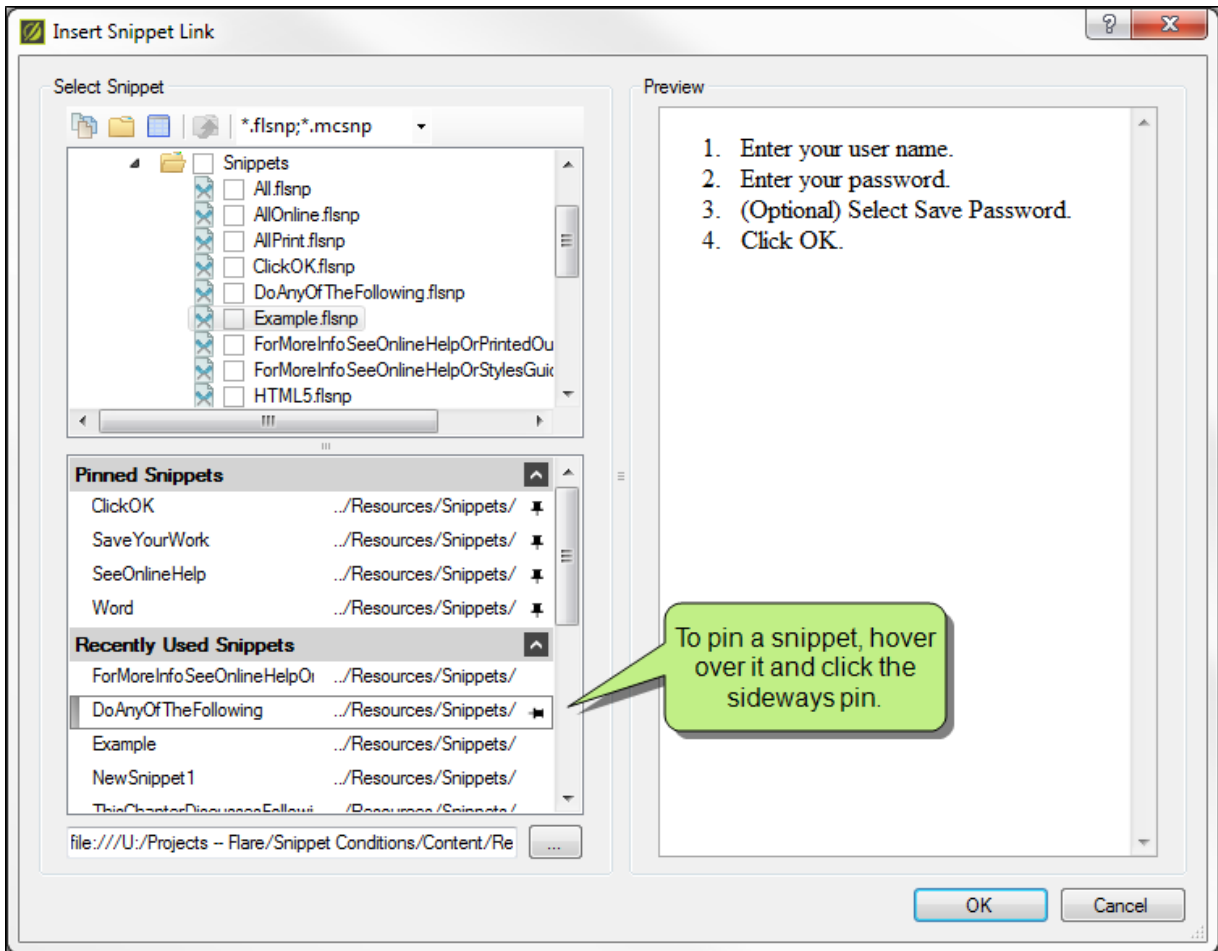 Insert Snippet Link
Select Snippet
*.flsnp;*.mcsnp
Snippets
All.flsnp
AllOnline.flsnp
AllPrint.flsnp
ClickOK.flsnp
DoAnyOfTheFollowing.flsnp
Example.flsnp
ForMoreInfoSeeOnlineHelpOrPrintedOu
ForMoreInfoSeeOnlineHelpOrStylesGuid
HTML5.flsnp
Pinned Snippets
ClickOK ../Resources/Snippets/
SaveYourWork ../Resources/Snippets/
SeeOnlineHelp ../Resources/Snippets/
Word ../Resources/Snippets/
Recently Used Snippets
ForMoreInfoSeeOnlineHelpOr ../Resources/Snippets/
DoAnyOfTheFollowing ../Resources/Snippets/
Example ../Resources/Snippets/
NewSnippet1 ../Resources/Snippets/
ThisChapterDiscussesFollowi ../Resources/Snippets/
file:///U:/Projects -- Flare/Snippet Conditions/Content/Re
...
Preview
1. Enter your user name.
2. Enter your password.
3. (Optional) Select Save Password.
4. Click OK.
To pin a snippet, hover
over it and click the
sideways pin.
OK
Cancel